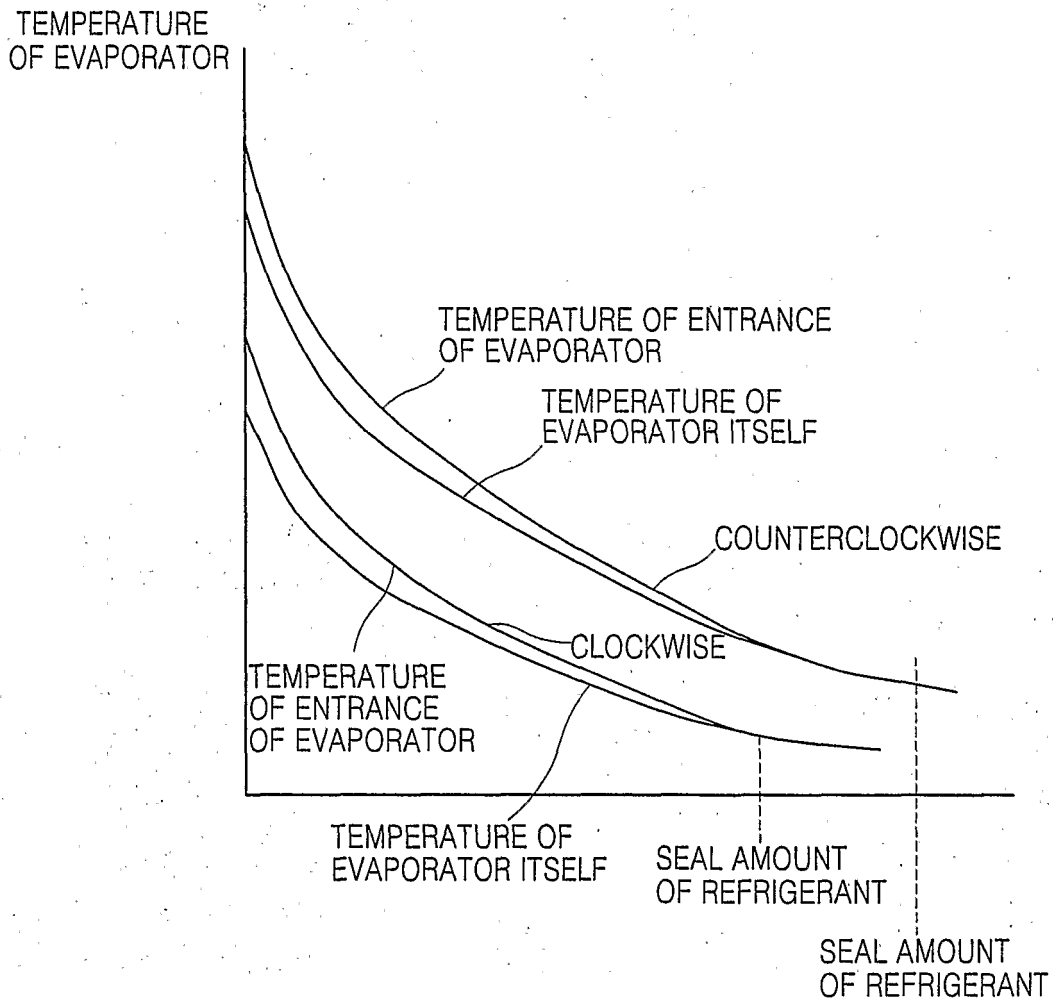 TEMPERATURE
OF EVAPORATOR
TEMPERATURE OF ENTRANCE
OF EVAPORATOR
TEMPERATURE OF
EVAPORATOR ITSELF
COUNTERCLOCKWISE
CLOCKWISE
TEMPERATURE
OF ENTRANCE
OF EVAPORATOR
TEMPERATURE OF
EVAPORATOR ITSELF
SEAL AMOUNT
OF REFRIGERANT
SEAL AMOUNT
OF REFRIGERANT